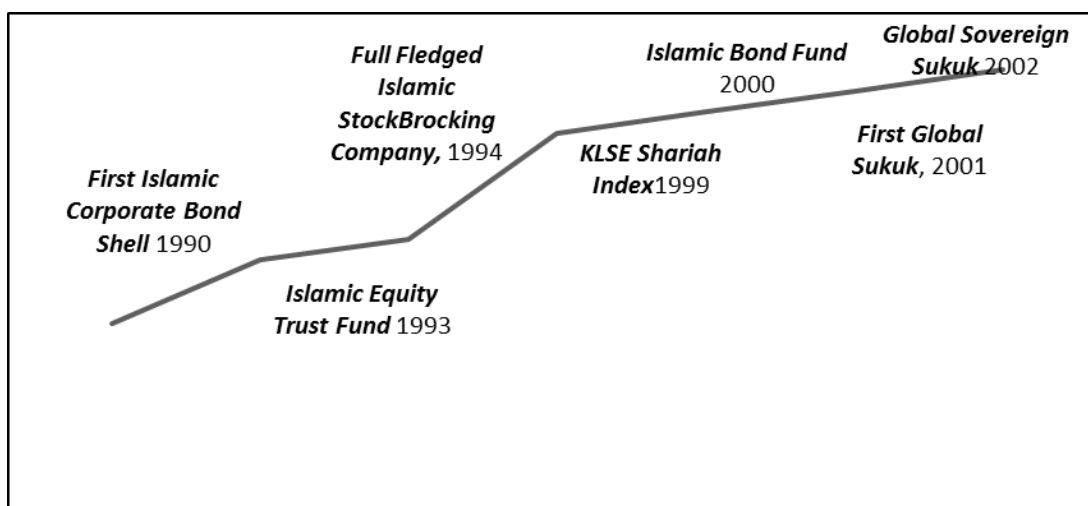 First Islamic
Corporate Bond
Shell 1990
Islamic Equity
Trust Fund 1993
Full Fledged
Islamic
StockBrocking
Company, 1994
KLSE Shariah
Index1999
Islamic Bond Fund
2000
First Global
Sukuk, 2001
Global Sovereign
Sukuk 2002